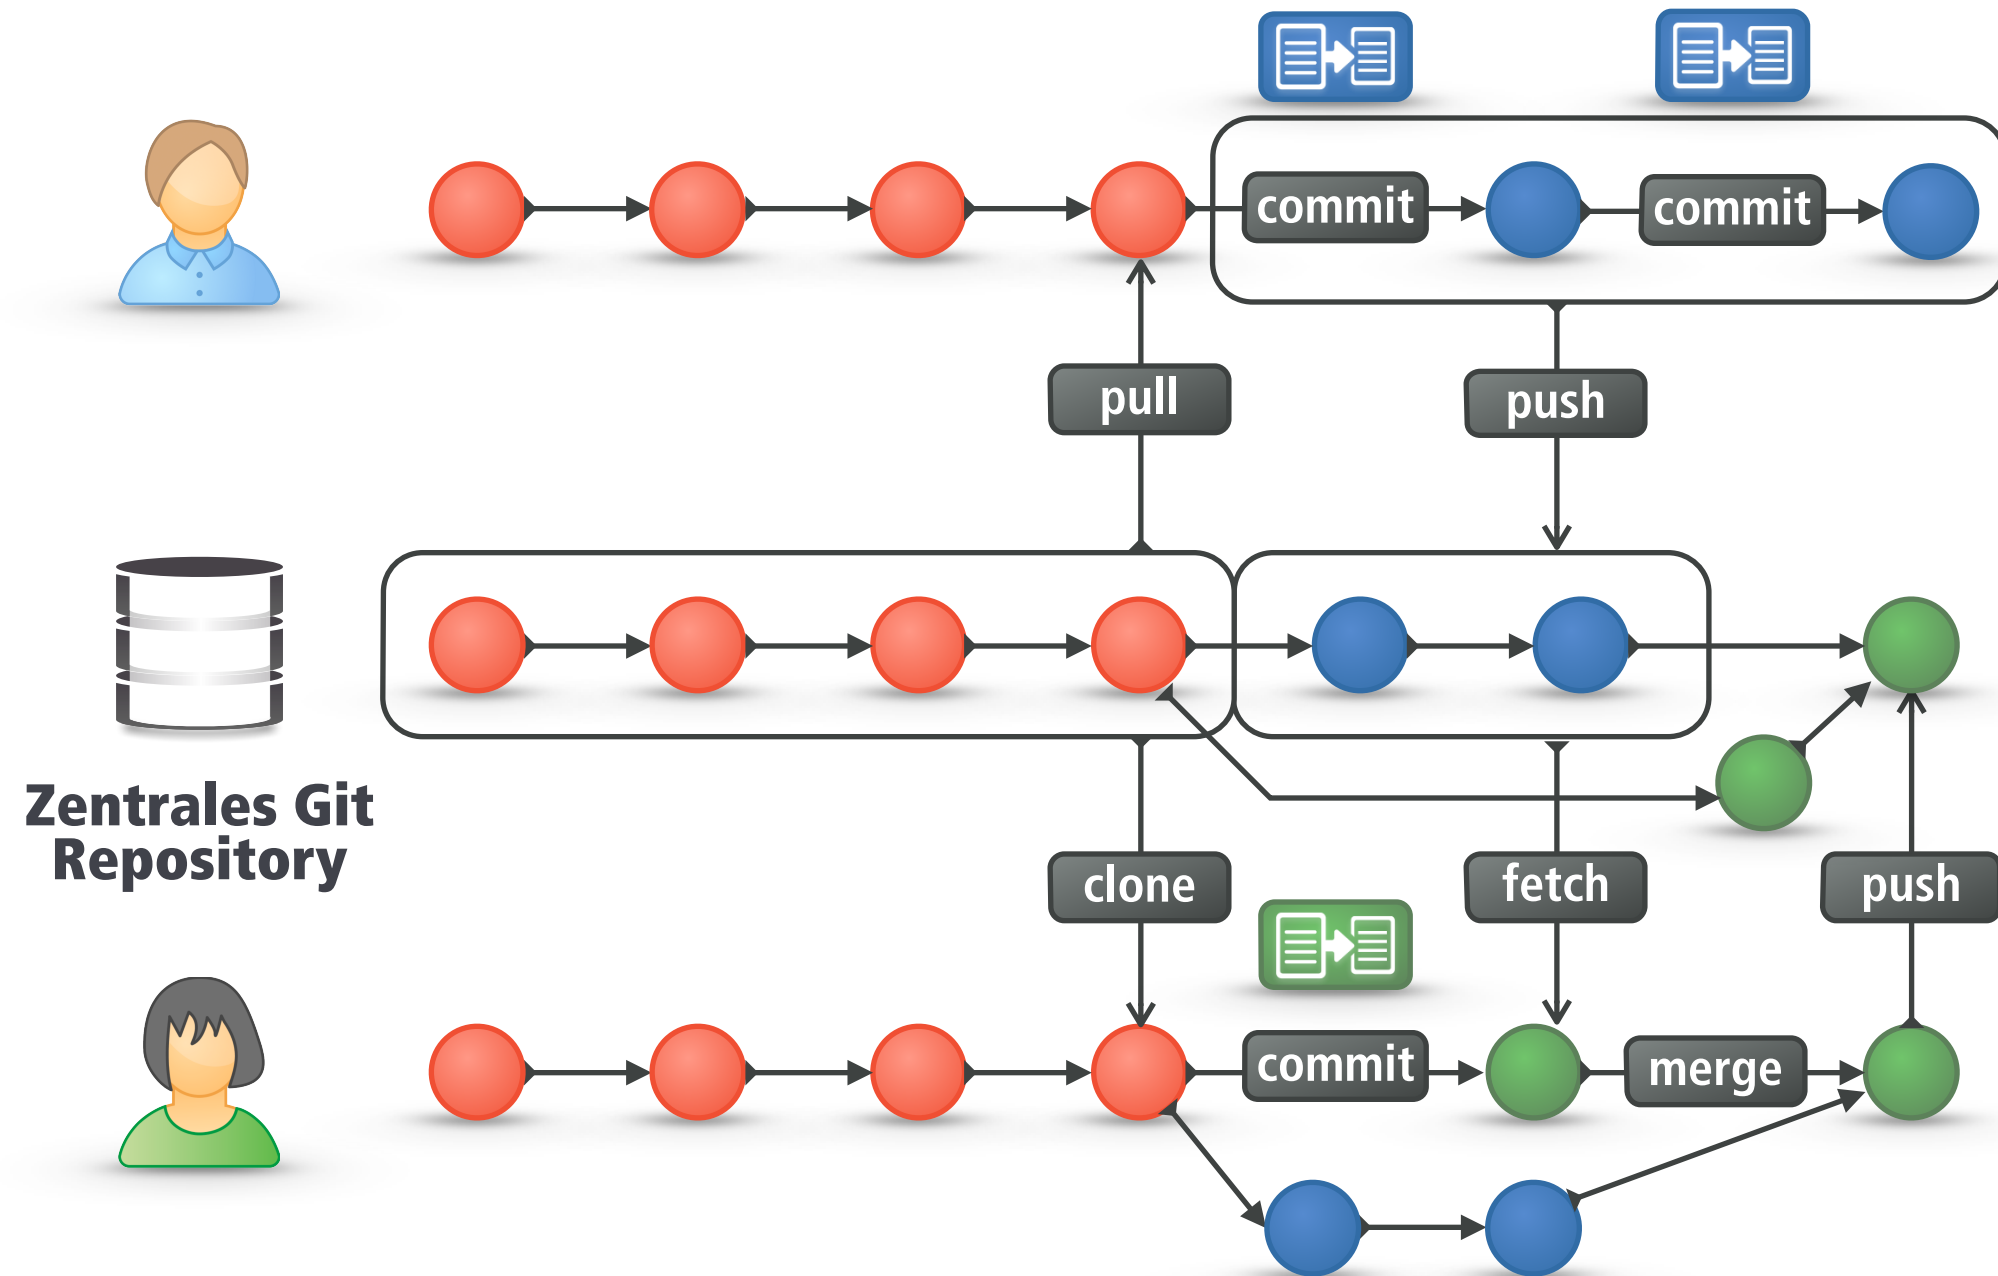 commit
commit
pull
push
Zentrales Git
Repository
clone
fetch
push
commit
merge